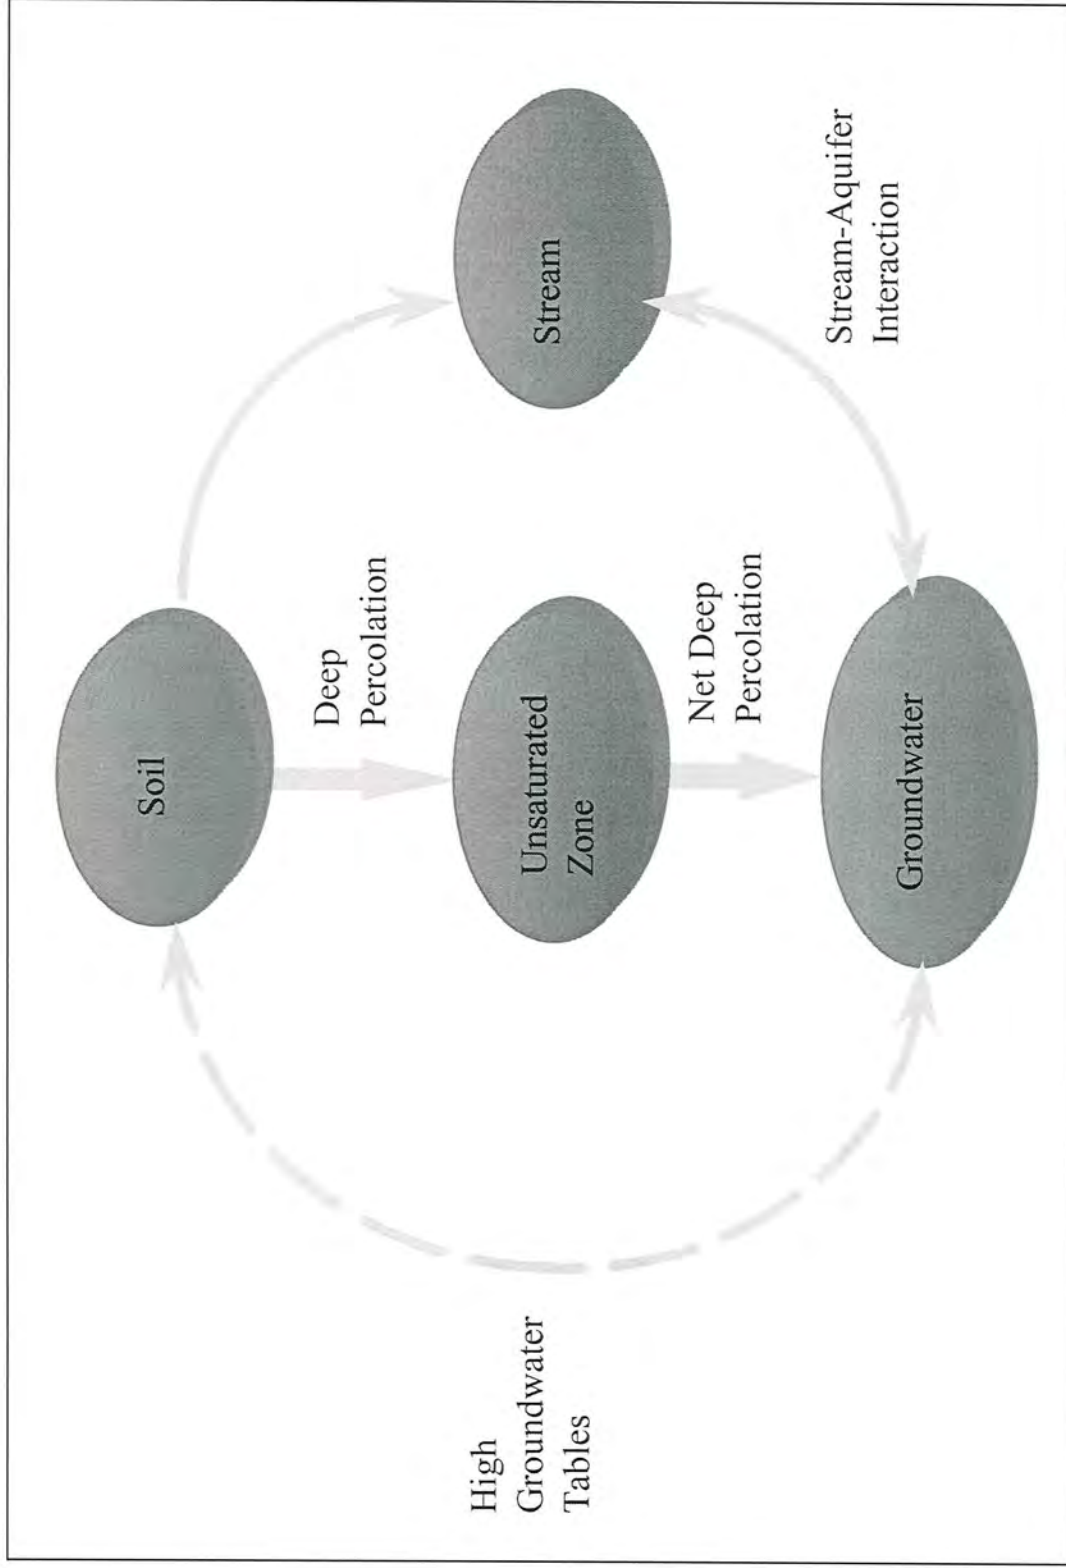 Soil
Deep
Percolation
High
Groundwater
Tables
Unsaturated
Zone
Stream
Net Deep
Percolation
Stream-Aquifer
Interaction
Groundwater